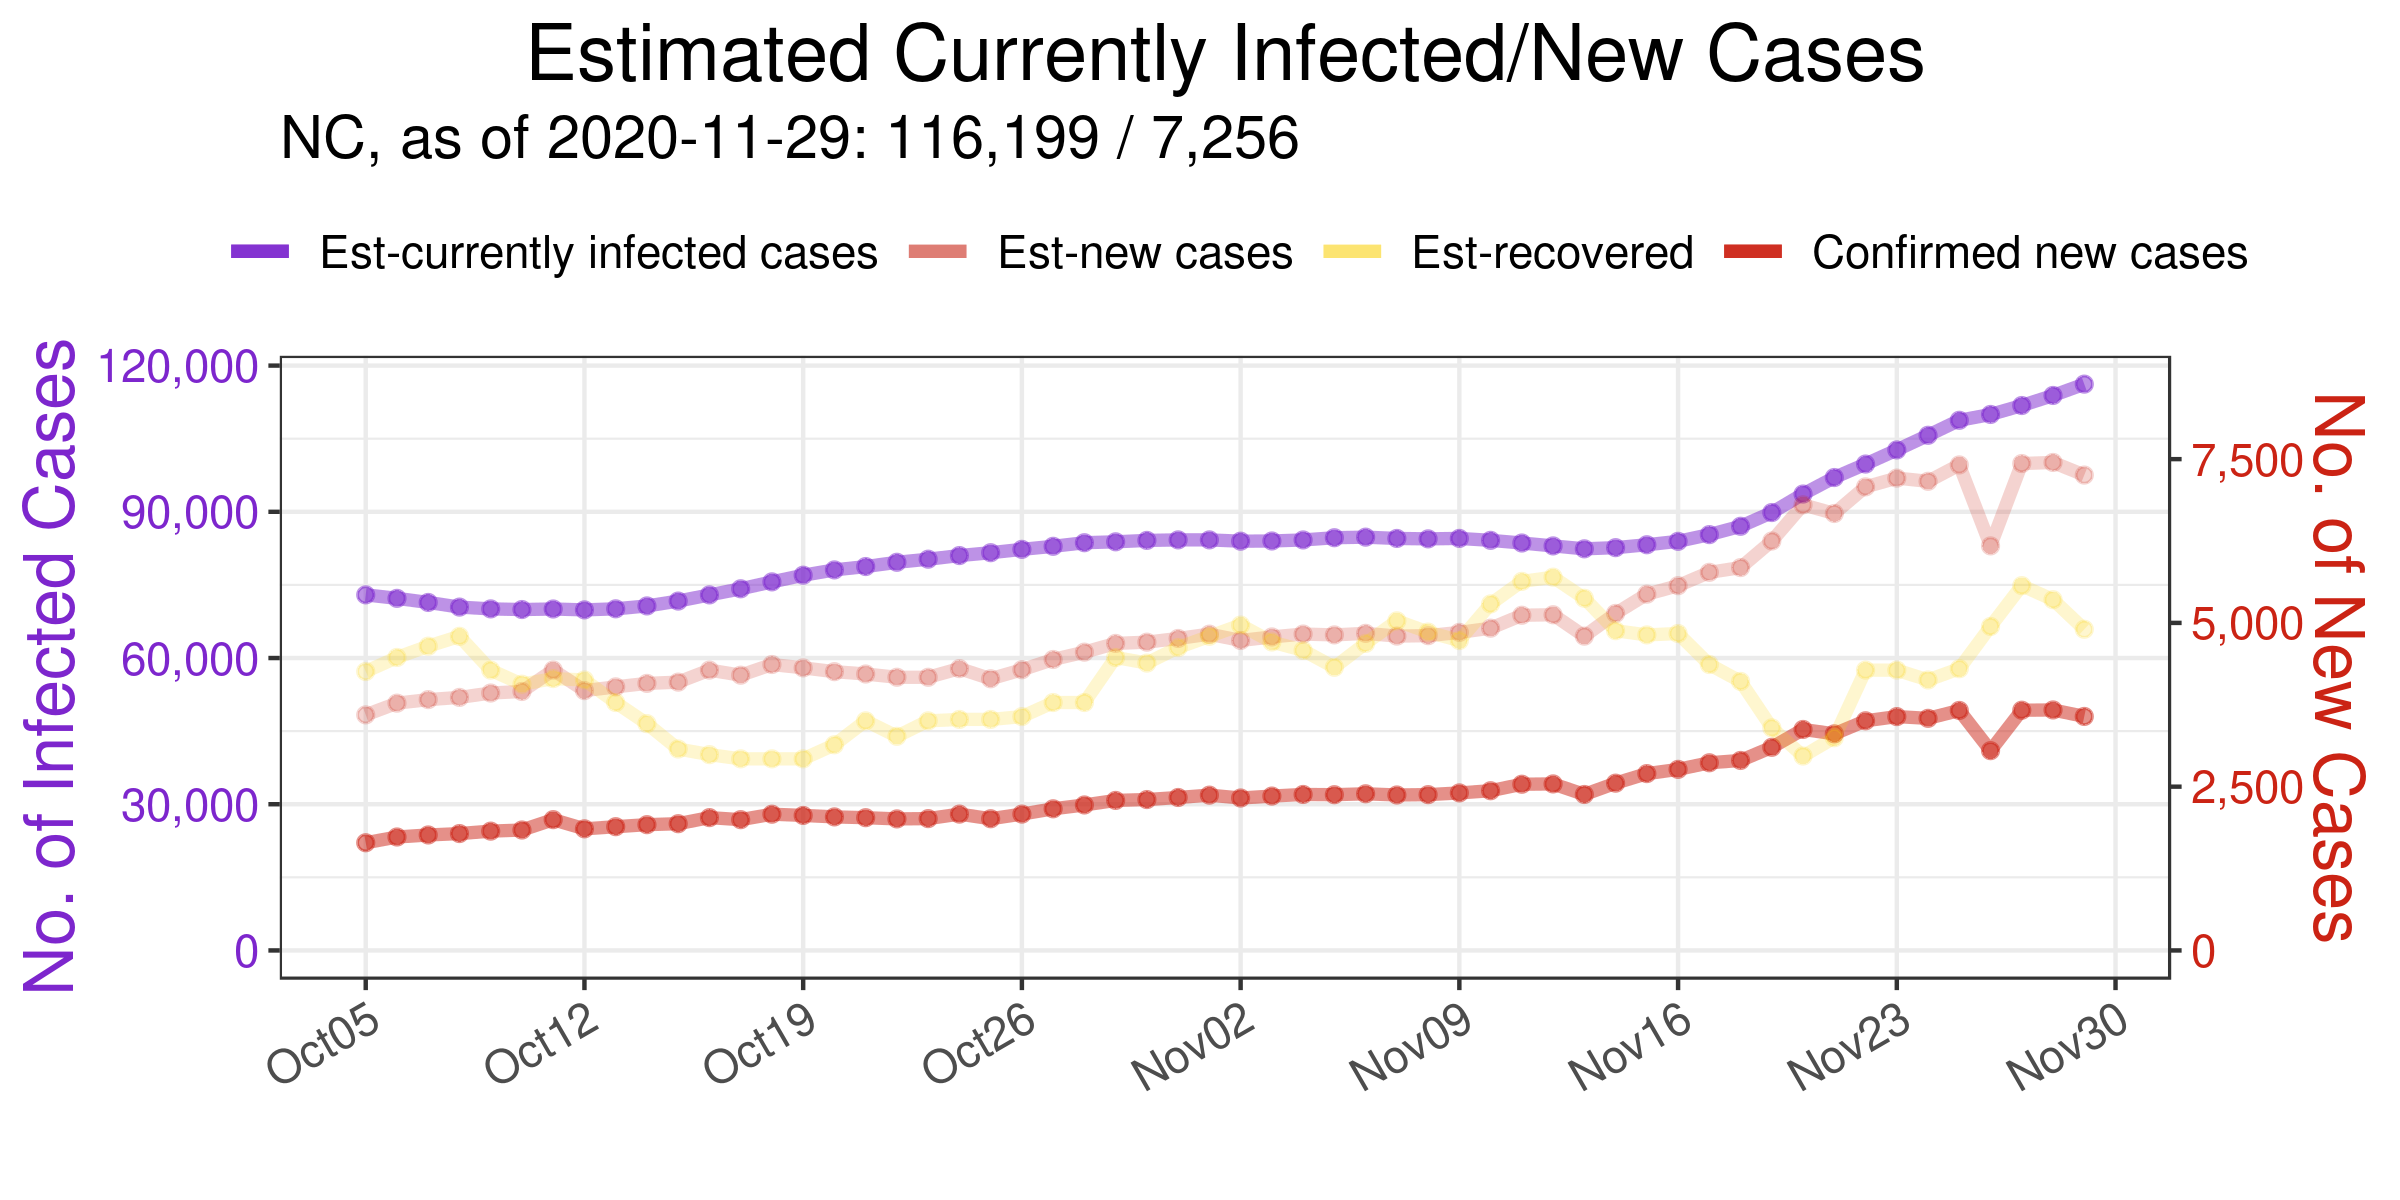 Estimated Currently Infected/New Cases
NC, as of 2020-11-29: 116,199 / 7,256
Est-currently infected cases Est-new cases Est-recovered Confirmed new cases
No. of Infected Cases
120,000
90,000
60,000
30,000
0
7,500
5,000
2,500
0
No. of New Cases
Oct05 Oct12 Oct19 Oct26 Nov02 Nov09 Nov16 Nov23 Nov30